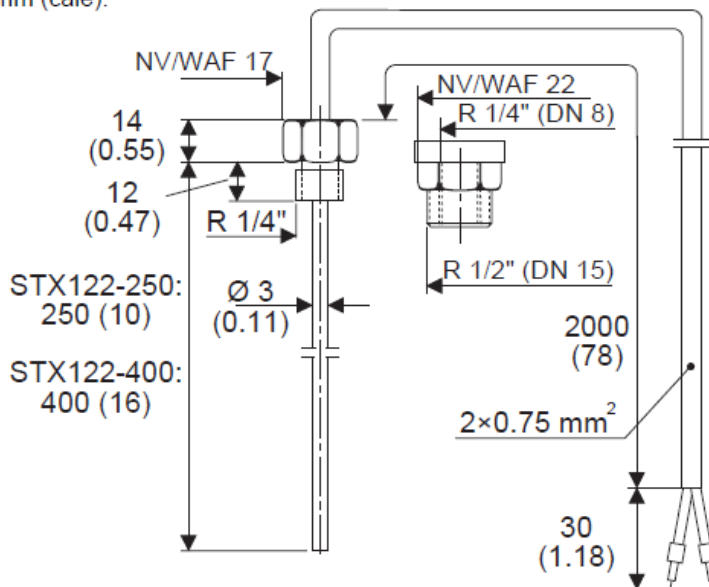 mm (cale).
NV/WAF 17
NV/WAF 22
R 1/4" (DN 8)
14
(0.55)
12
(0.47)
R 1/4"
R 1/2" (DN 15)
STX122-250:
250 (10)
Ø 3
(0.11)
STX122-400:
400 (16)
2000
(78)
2×0.75 mm²
30
(1.18)